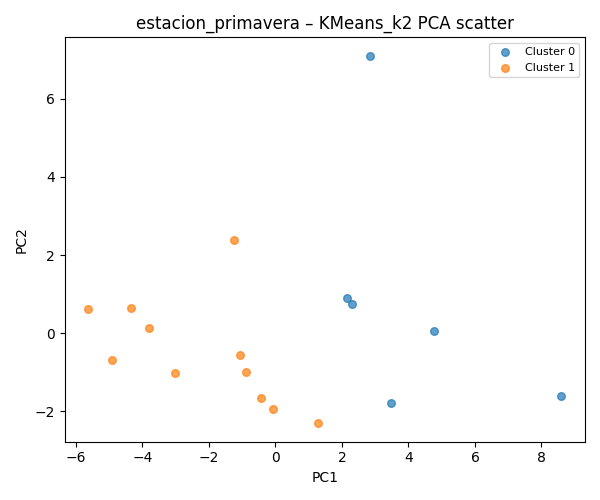 estacion_primavera – KMeans_k2 PCA scatter
Cluster 0
Cluster 1
PC2
6
4
2
0
−2
−6
−4
−2
0
2
4
6
8
PC1